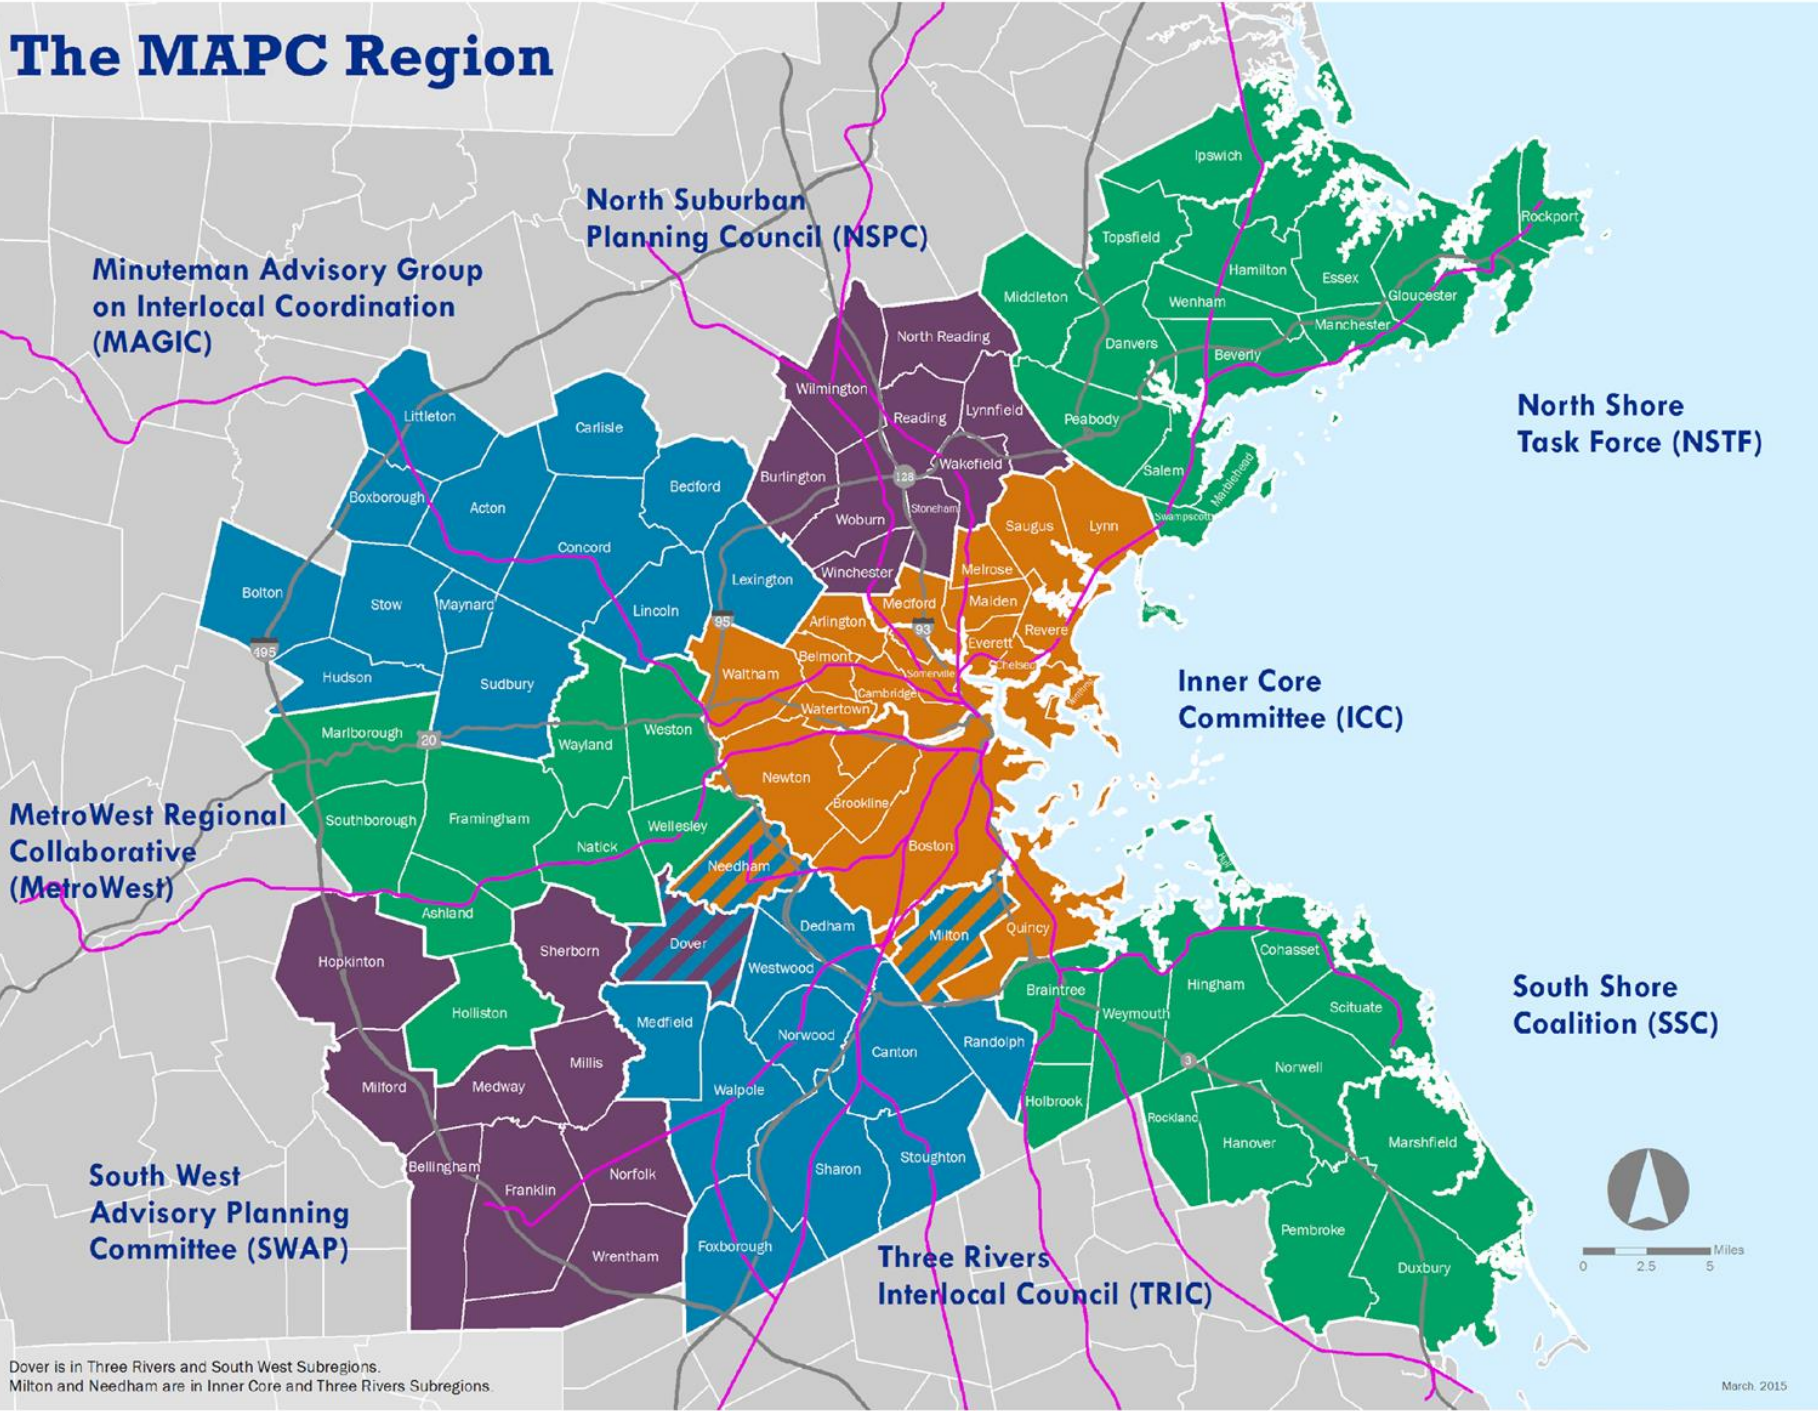 The MAPC Region
North Suburban
Planning Council (NSPC)
Minuteman Advisory Group
on Interlocal Coordination
(MAGIC)
North Shore
Task Force (NSTF)
Inner Core
Committee (ICC)
MetroWest Regional
Collaborative
(MetroWest)
South Shore
Coalition (SSC)
South West
Advisory Planning
Committee (SWAP)
Three Rivers
Interlocal Council (TRIC)
Ipswich
Rockport
Topsfield
Hamilton
Essex
Middleton
Wenham
Gloucester
Manchester
Danvers
Beverly
North Reading
Wilmington
Reading
Lynnfield
Peabody
Littleton
Carlisle
Wakefield
Salem
Marblehead
Burlington
128
Bedford
Boxborough
Acton
Stoneham
Swampscott
Woburn
Saugus
Lynn
Concord
Winchester
Melrose
Lexington
Bolton
Stow
Maynard
Lincoln
Medford
Malden
95
Arlington
93
Revere
Everett
495
Belmont
Chelsea
Hudson
Sudbury
Waltham
Somerville
Cambridge
Watertown
Marlborough
20
Weston
Wayland
Newton
Brookline
Southborough
Framingham
Wellesley
Natick
Boston
Needham
Hull
Ashland
Dedham
Milton
Quincy
Dover
Sherborn
Cohasset
Hopkinton
Westwood
Hingham
Braintree
Scituate
Holliston
Weymouth
Medfield
Norwood
Randolph
Canton
3
Millis
Norwell
Milford
Medway
Walpole
Holbrook
Rockland
Hanover
Marshfield
Bellingham
Norfolk
Sharon
Stoughton
Franklin
Pembroke
Foxborough
Wrentham
Duxbury
Miles
0 2.5 5
Dover is in Three Rivers and South West Subregions.
Milton and Needham are in Inner Core and Three Rivers Subregions.
March, 2015